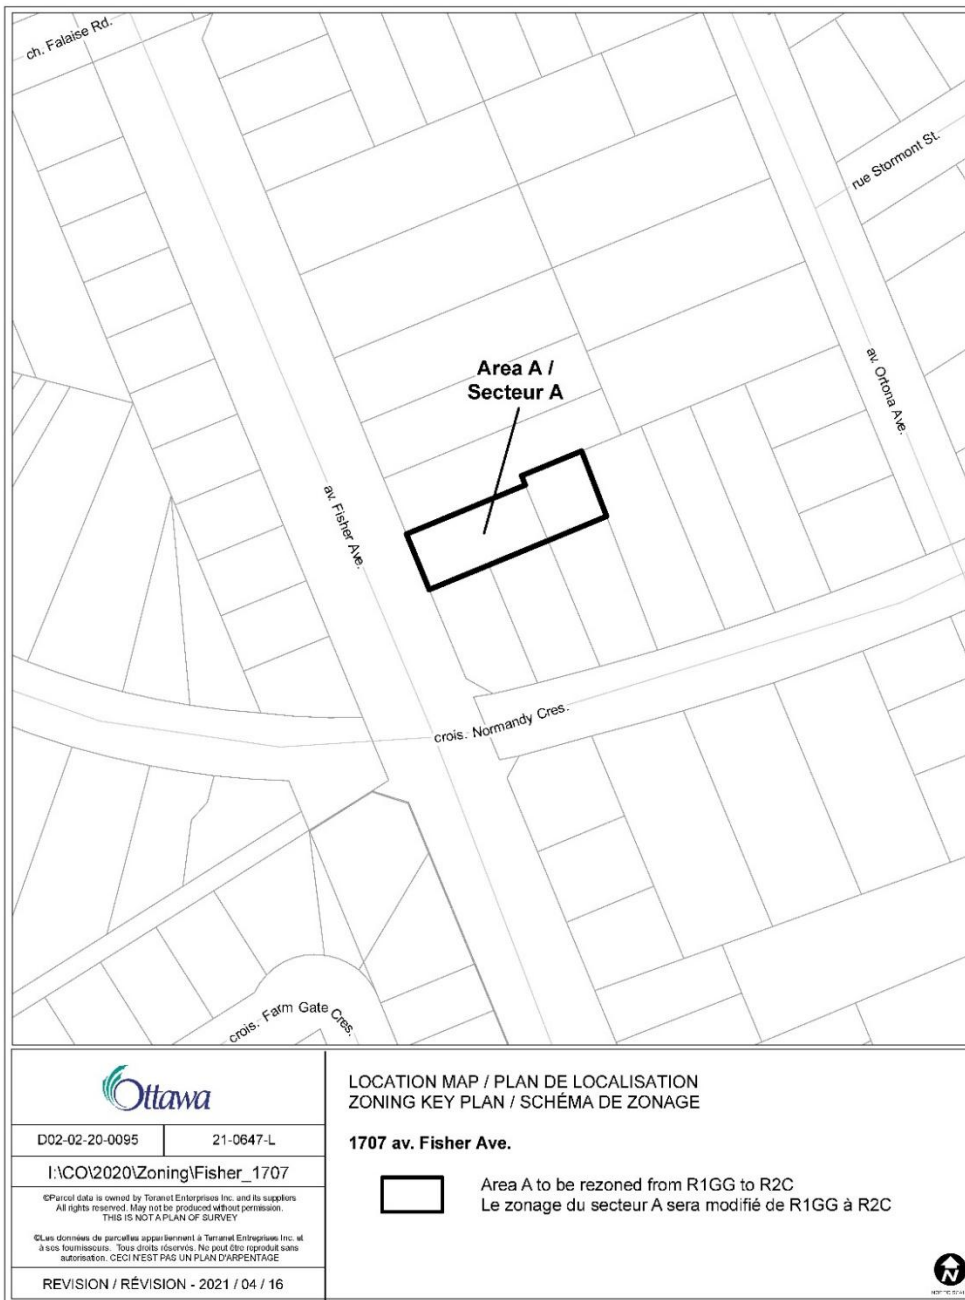 ch. Falaise Rd.
rue Stormont St.
Area A /
Secteur A
av. Ortona Ave.
av. Fisher Ave.
crois. Normandy Cres.
crois. Farm Gate Cres.
Ottawa
D02-02-20-0095
21-0647-L
I:\CO\2020\Zoning\Fisher_1707
©Parcel data is owned by Teranet Enterprises Inc. and its suppliers
All rights reserved. May not be produced without permission.
THIS IS NOT A PLAN OF SURVEY
©Les données de parcelles appartiennent à Teranet Entreprises Inc. et
à ses fournisseurs. Tous droits réservés. Ne peut être reproduit sans
autorisation. CECI N'EST PAS UN PLAN D'ARPENTAGE
REVISION / RÉVISION - 2021 / 04 / 16
LOCATION MAP / PLAN DE LOCALISATION
ZONING KEY PLAN / SCHÉMA DE ZONAGE
1707 av. Fisher Ave.
Area A to be rezoned from R1GG to R2C
Le zonage du secteur A sera modifié de R1GG à R2C
N
NOT TO SCALE